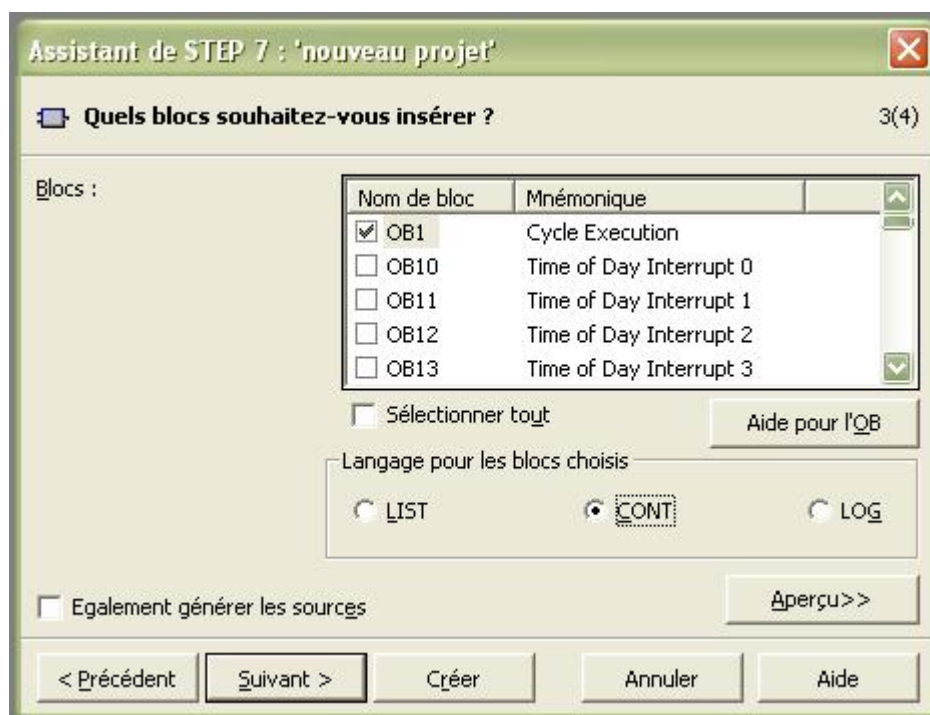 Assistant de STEP 7 : 'nouveau projet'
Quels blocs souhaitez-vous insérer ? 3(4)
Blocs :
Nom de bloc Mnémonique
OB1 Cycle Execution
OB10 Time of Day Interrupt 0
OB11 Time of Day Interrupt 1
OB12 Time of Day Interrupt 2
OB13 Time of Day Interrupt 3
Sélectionner tout
Aide pour l'OB
Langage pour les blocs choisis
LIST CONT LOG
Egalement générer les sources
Aperçu>>
< Précédent Suivant > Créer Annuler Aide